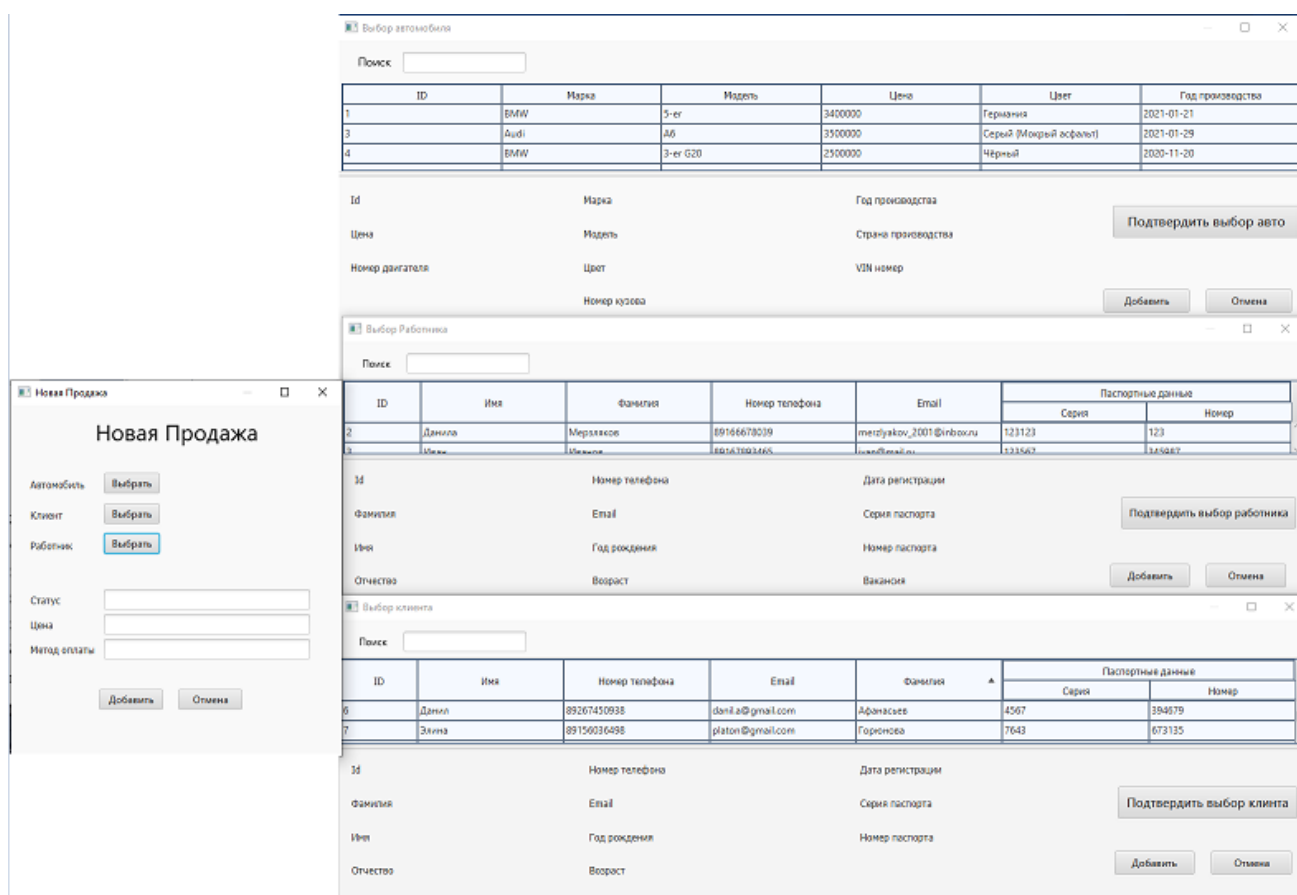 Выбор автомобиля
Поиск
ID Марка Модель Цена Цвет Год производства
1 BMW 5-er 3400000 Германия 2021-01-21
3 Audi A6 3500000 Серый (Мокрый асфальт) 2021-01-29
4 BMW 3-er G20 2500000 Чёрный 2020-11-20
Id Марка Год производства
Подтвердить выбор авто
Цена Модель Страна производства
Номер двигателя Цвет VIN номер
Номер кузова
Добавить Отмена
Выбор Работника
Поиск
ID Имя Фамилия Номер телефона Email Паспортные данные
Серия Номер
2 Данила Мерзляков 89166678039 merzlyakov_2001@inbox.ru 123123 123
3 Иван Иванов 89167893465 ivan@mail.ru 123567 345987
Id Номер телефона Дата регистрации
Фамилия Email Серия паспорта
Подтвердить выбор работника
Имя Год рождения Номер паспорта
Отчество Возраст Вакансия
Добавить Отмена
Новая Продажа
Новая Продажа
Автомобиль Выбрать
Клиент Выбрать
Работник Выбрать
Статус
Цена
Метод оплаты
Добавить Отмена
Выбор клиента
Поиск
ID Имя Номер телефона Email Фамилия Паспортные данные
Серия Номер
6 Данил 89267450938 danil.a@gmail.com Афанасьев 4567 394679
7 Элина 89156036498 platon@gmail.com Горюнова 7643 673135
Id Номер телефона Дата регистрации
Фамилия Email Серия паспорта
Подтвердить выбор клинта
Имя Год рождения Номер паспорта
Отчество Возраст
Добавить Отмена